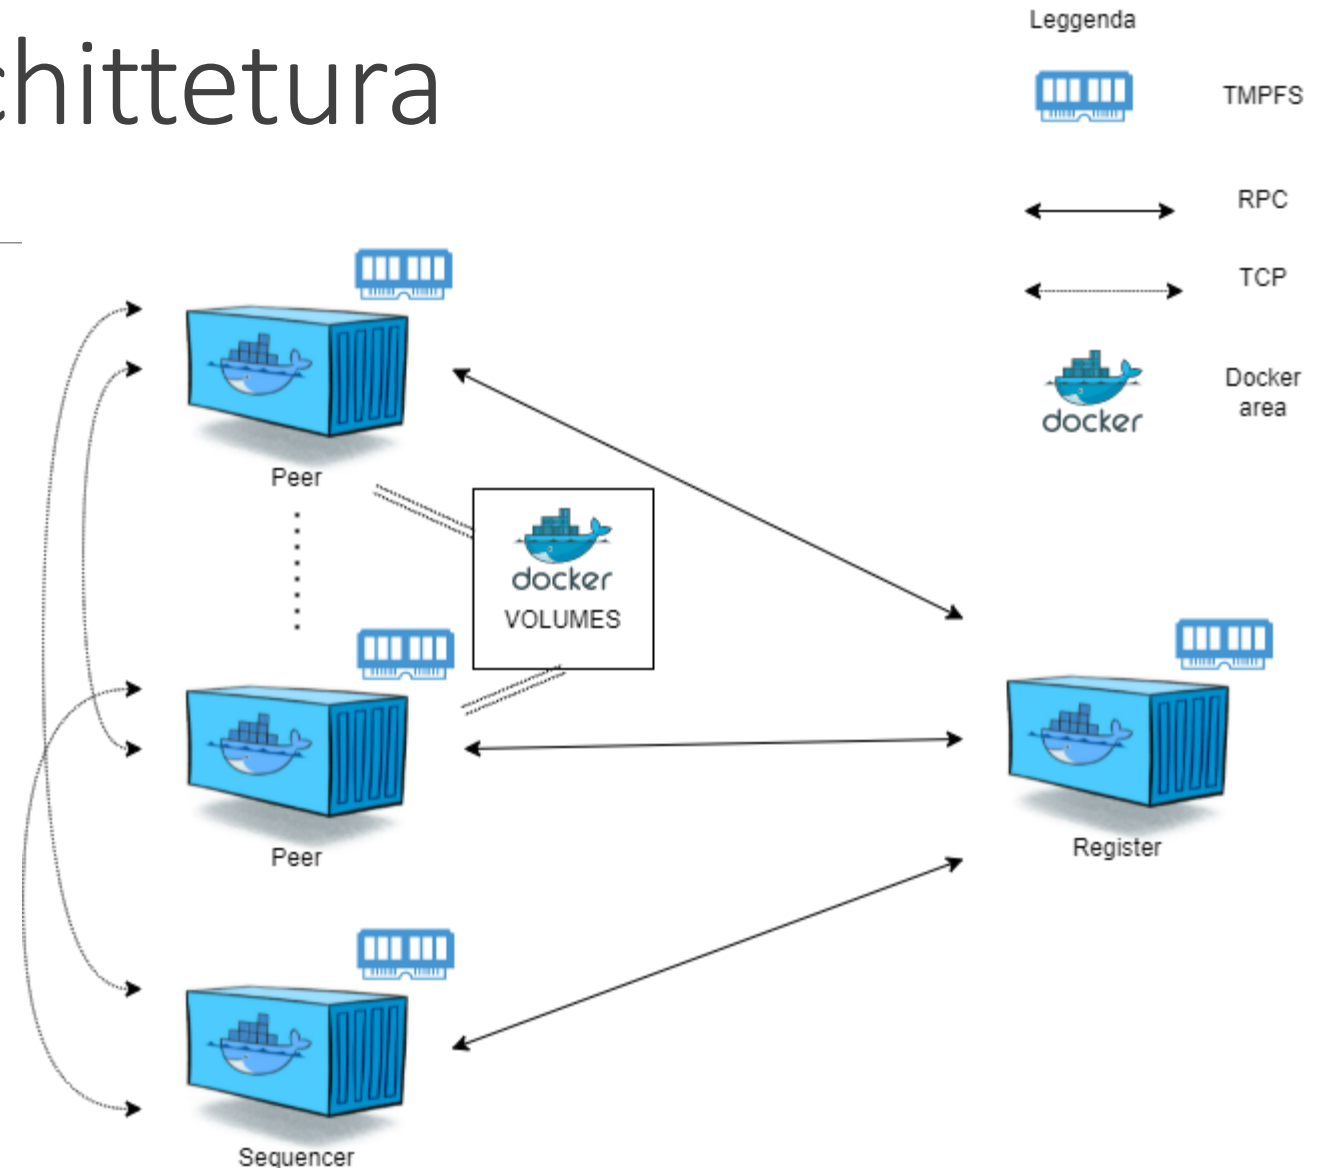 chittetura
Leggenda
TMPFS
RPC
TCP
docker
Docker
area
Peer
docker
VOLUMES
Peer
Register
Sequencer